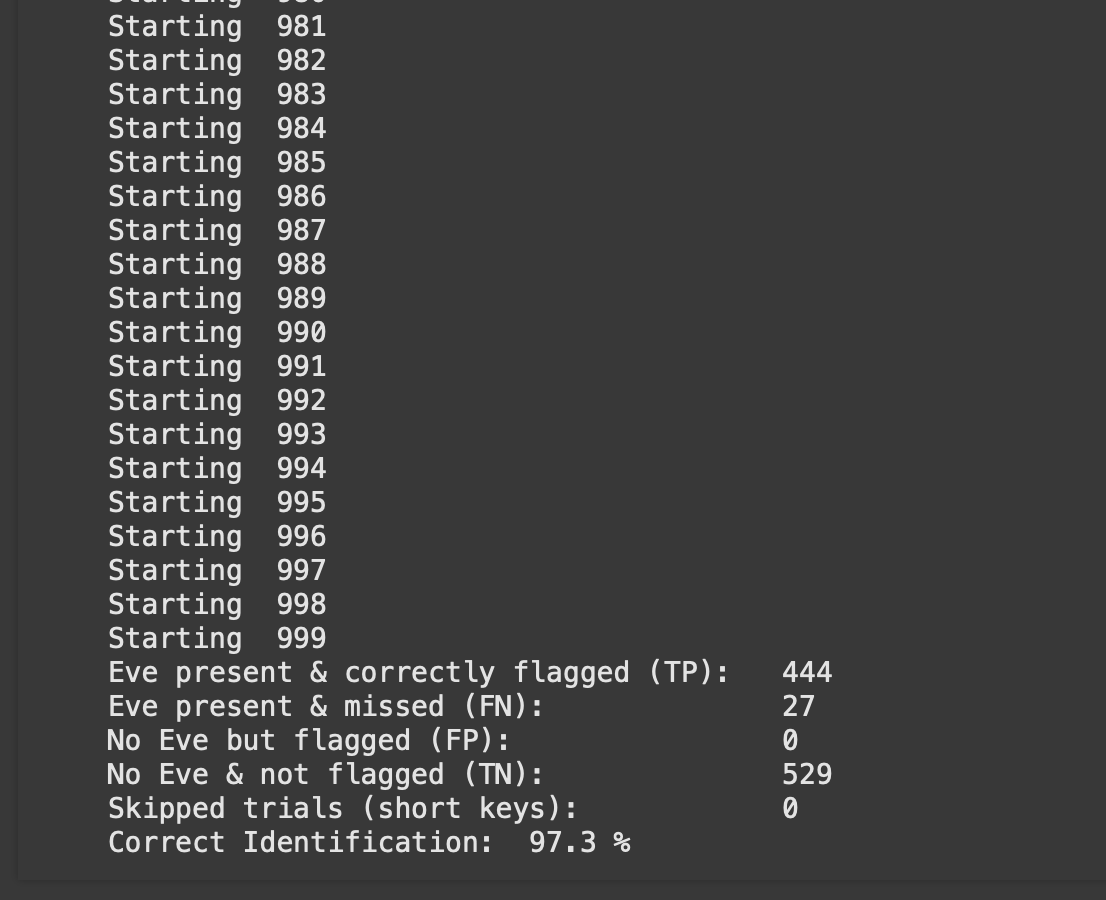 Starting  981
Starting  982
Starting  983
Starting  984
Starting  985
Starting  986
Starting  987
Starting  988
Starting  989
Starting  990
Starting  991
Starting  992
Starting  993
Starting  994
Starting  995
Starting  996
Starting  997
Starting  998
Starting  999
Eve present & correctly flagged (TP):   444
Eve present & missed (FN):              27
No Eve but flagged (FP):                0
No Eve & not flagged (TN):              529
Skipped trials (short keys):            0
Correct Identification:  97.3 %